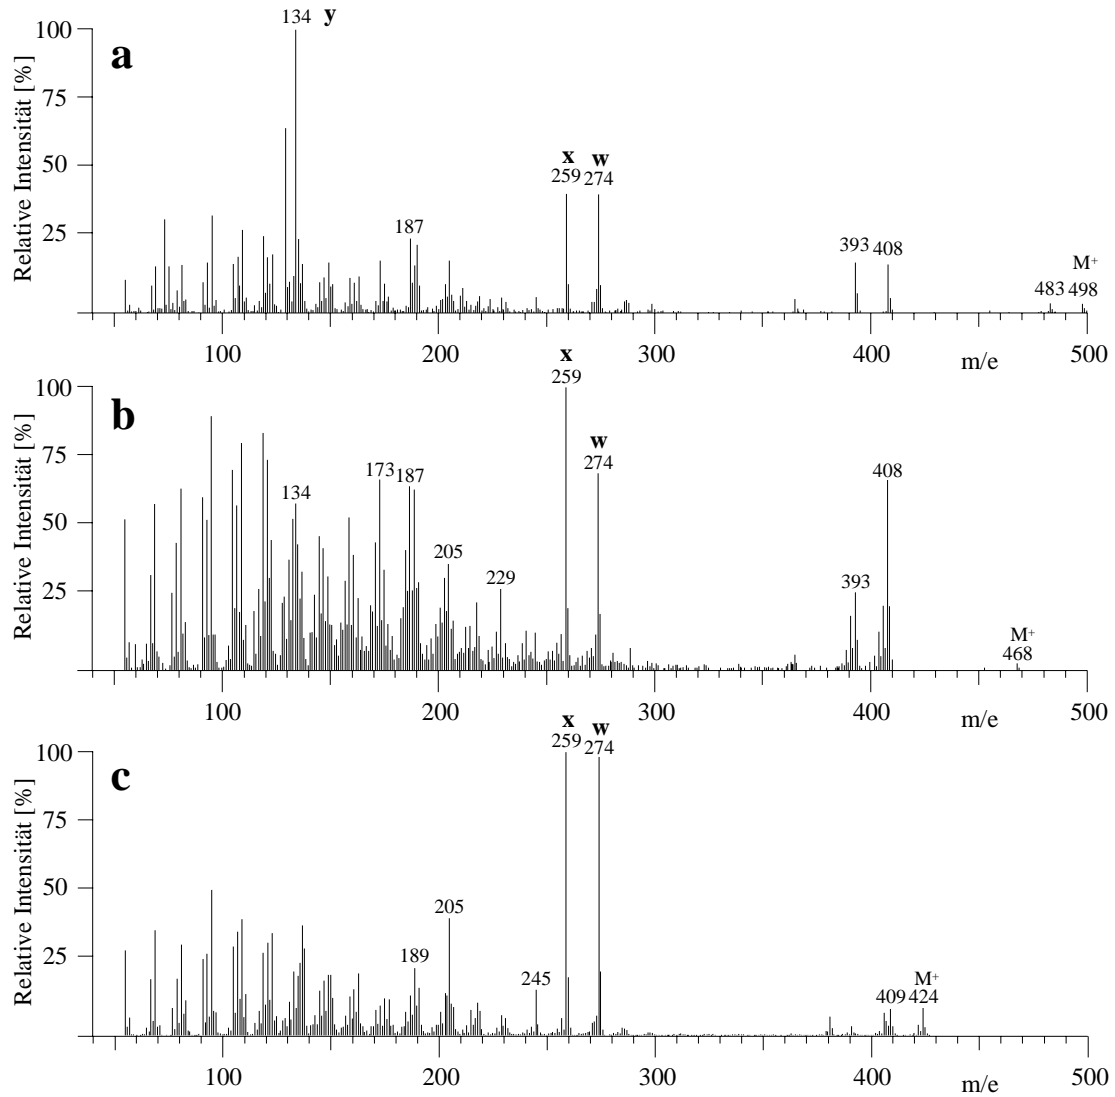 a
Relative Intensität [%]
100
75
50
25
134 y
187
x
259
w
274
393 408
M+
483 498
100 200 300 400 m/e 500
b
Relative Intensität [%]
100
75
50
25
134
173 187
205
229
x
259
w
274
393
408
M+
468
100 200 300 400 m/e 500
c
Relative Intensität [%]
100
75
50
25
189
205
245
x
259
w
274
M+
409 424
100 200 300 400 m/e 500